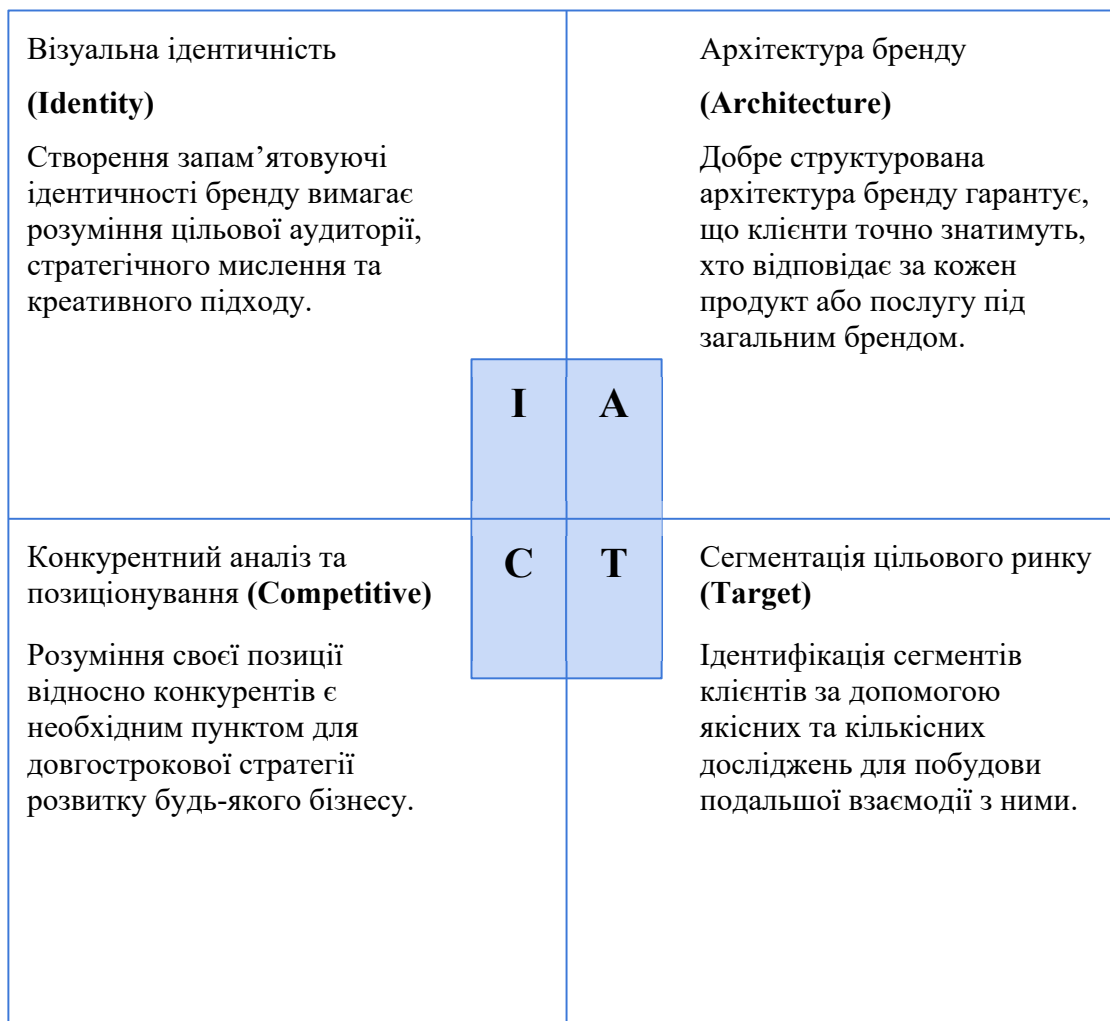 Візуальна ідентичність
(Identity)
Створення запам’ятовуючі
ідентичності бренду вимагає
розуміння цільової аудиторії,
стратегічного мислення та
креативного підходу.
Архітектура бренду
(Architecture)
Добре структурована
архітектура бренду гарантує,
що клієнти точно знатимуть,
хто відповідає за кожен
продукт або послугу під
загальним брендом.
I
A
C
T
Конкурентний аналіз та
позиціонування (Competitive)
Розуміння своєї позиції
відносно конкурентів є
необхідним пунктом для
довгострокової стратегії
розвитку будь-якого бізнесу.
Сегментація цільового ринку
(Target)
Ідентифікація сегментів
клієнтів за допомогою
якісних та кількісних
досліджень для побудови
подальшої взаємодії з ними.